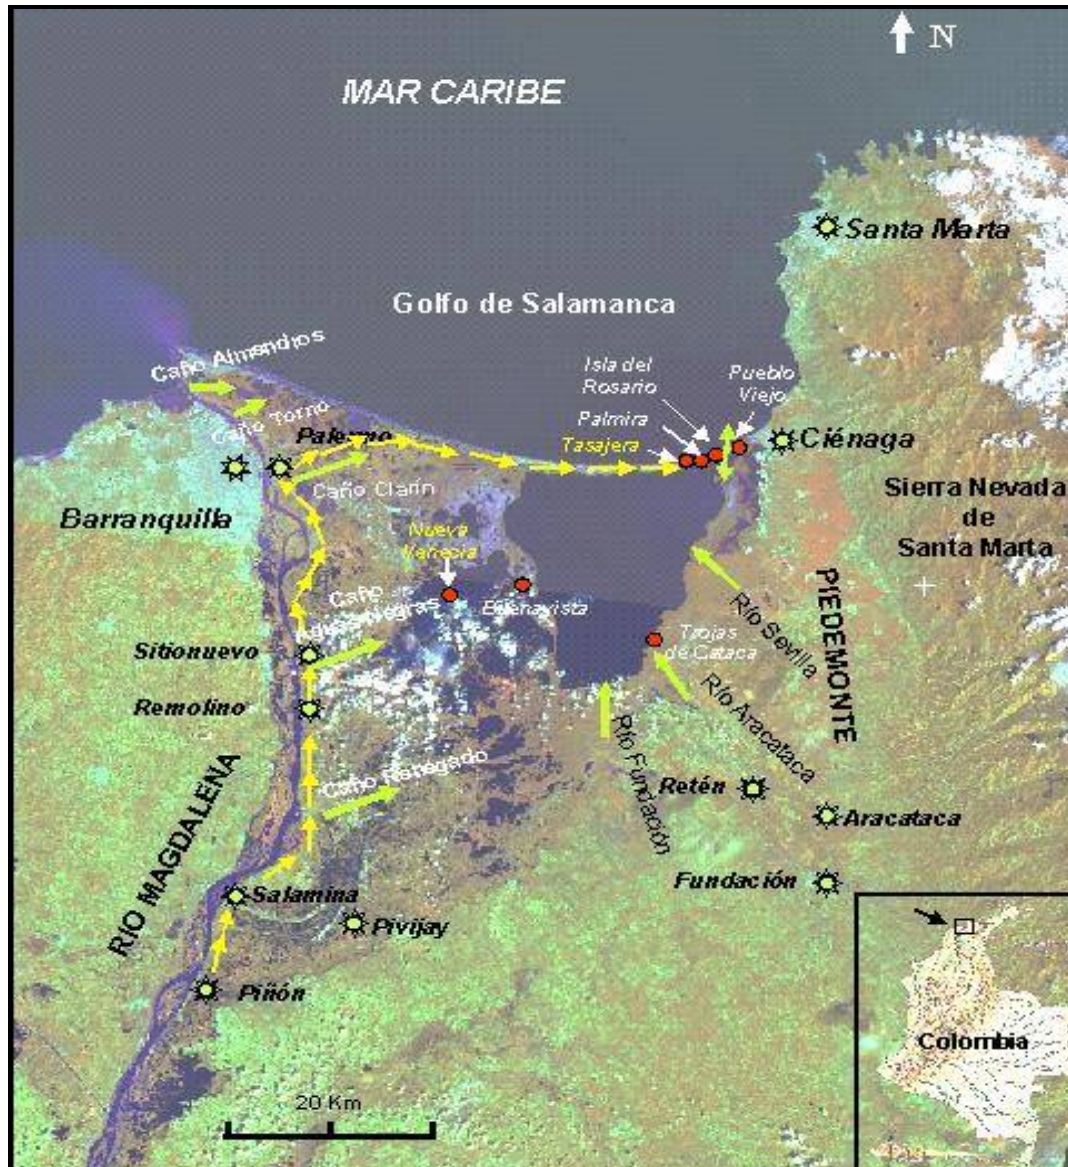 N
MAR CARIBE
Santa Marta
Golfo de Salamanca
Caño Almendros
Isla del
Rosario
Pueblo
Viejo
Palmira
Caño Torno
Palermo
Tasajera
Ciénaga
Caño Clarín
Sierra Nevada
de
Santa Marta
Barranquilla
Nueva
Venecia
PIEDEMONTE
Caño
Aguas Negras
Buenavista
Río Sevilla
Sitionuevo
Trojas
de Cataca
Remolino
Río Aracataca
RÍO MAGDALENA
Caño Renegado
Río Fundación
Retén
Aracataca
Salamina
Fundación
Pivijay
Piñón
Colombia
20 Km